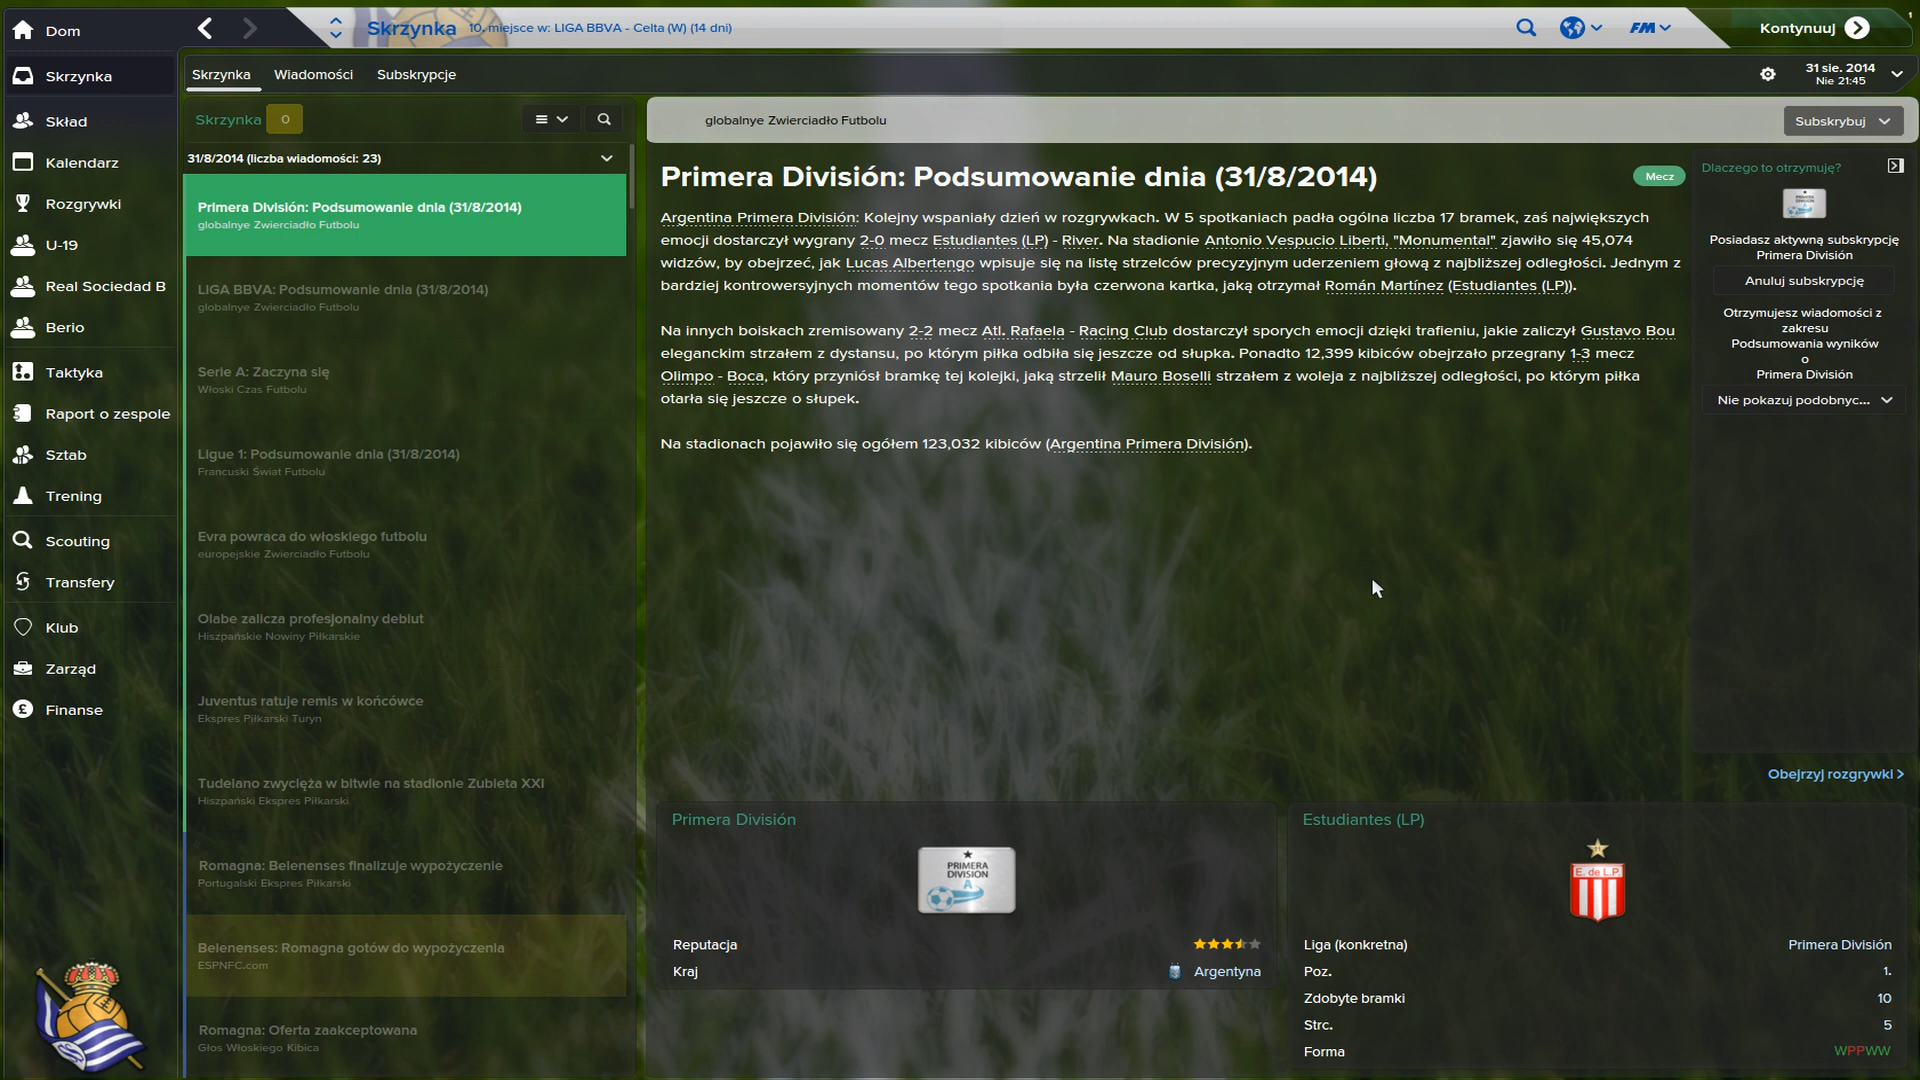 Dom
Skrzynka
10. miejsce w: LIGA BBVA - Celta (W) (14 dni)
FM
Kontynuuj
1
Skrzynka
Skrzynka
Wiadomości
Subskrypcje
31 sie. 2014
Nie 21:45
Skład
Kalendarz
Rozgrywki
U-19
Real Sociedad B
Berio
Taktyka
Raport o zespole
Sztab
Trening
Scouting
Transfery
Klub
Zarząd
Finanse
Skrzynka
0
31/8/2014 (liczba wiadomości: 23)
Primera División: Podsumowanie dnia (31/8/2014)
globalnye Zwierciadło Futbolu
LIGA BBVA: Podsumowanie dnia (31/8/2014)
globalnye Zwierciadło Futbolu
Serie A: Zaczyna się
Włoski Czas Futbolu
Ligue 1: Podsumowanie dnia (31/8/2014)
Francuski Świat Futbolu
Evra powraca do włoskiego futbolu
europejskie Zwierciadło Futbolu
Olabe zalicza profesjonalny debiut
Hiszpańskie Nowiny Piłkarskie
Juventus ratuje remis w końcówce
Ekspres Piłkarski Turyn
Tudelano zwycięża w bitwie na stadionie Zubieta XXI
Hiszpański Ekspres Piłkarski
Romagna: Belenenses finalizuje wypożyczenie
Portugalski Ekspres Piłkarski
Belenenses: Romagna gotów do wypożyczenia
ESPNFC.com
Romagna: Oferta zaakceptowana
Głos Włoskiego Kibica
globalnye Zwierciadło Futbolu
Subskrybuj
Primera División: Podsumowanie dnia (31/8/2014)
Mecz
Argentina Primera División: Kolejny wspaniały dzień w rozgrywkach. W 5 spotkaniach padła ogólna liczba 17 bramek, zaś największych
emocji dostarczył wygrany 2-0 mecz Estudiantes (LP) - River. Na stadionie Antonio Vespucio Liberti, "Monumental" zjawiło się 45,074
widzów, by obejrzeć, jak Lucas Albertengo wpisuje się na listę strzelców precyzyjnym uderzeniem głową z najbliższej odległości. Jednym z
bardziej kontrowersyjnych momentów tego spotkania była czerwona kartka, jaką otrzymał Román Martínez (Estudiantes (LP)).
Na innych boiskach zremisowany 2-2 mecz Atl. Rafaela - Racing Club dostarczył sporych emocji dzięki trafieniu, jakie zaliczył Gustavo Bou
eleganckim strzałem z dystansu, po którym piłka odbiła się jeszcze od słupka. Ponadto 12,399 kibiców obejrzało przegrany 1-3 mecz
Olimpo - Boca, który przyniósł bramkę tej kolejki, jaką strzelił Mauro Boselli strzałem z woleja z najbliższej odległości, po którym piłka
otarła się jeszcze o słupek.
Na stadionach pojawiło się ogółem 123,032 kibiców (Argentina Primera División).
Dlaczego to otrzymuję?
Posiadasz aktywną subskrypcję
Primera División
Anuluj subskrypcję
Otrzymujesz wiadomości z
zakresu
Podsumowania wyników
o
Primera División
Nie pokazuj podobnyc...
Obejrzyj rozgrywki >
Primera División
PRIMERA
DIVISION
A
Reputacja
Kraj
Argentyna
Estudiantes (LP)
E. de L.P.
Liga (konkretna)
Primera División
Poz.
1.
Zdobyte bramki
10
Strc.
5
Forma
WPPWW